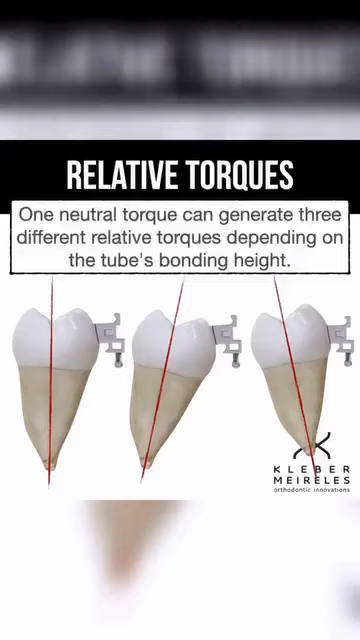 RELATIVE TORQUES
One neutral torque can generate three
different relative torques depending on
the tube's bonding height.
KLEBER
MEIRELES
orthodontic innovations